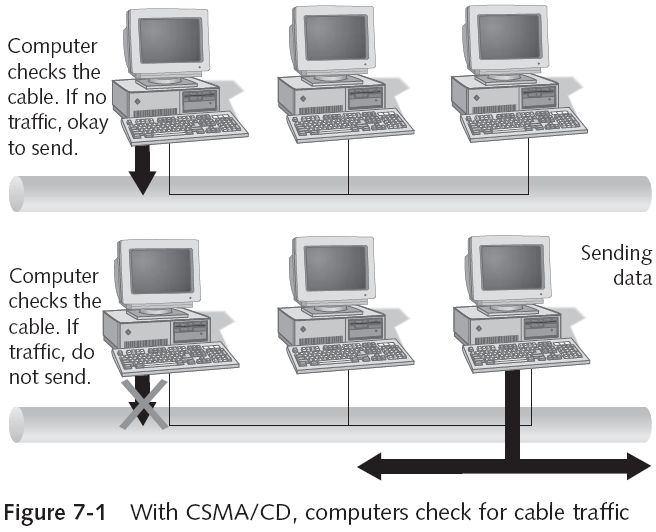 Computer
checks the
cable. If no
traffic, okay
to send.
Sending
data
Computer
checks the
cable. If
traffic, do
not send.
Figure 7-1 With CSMA/CD, computers check for cable traffic